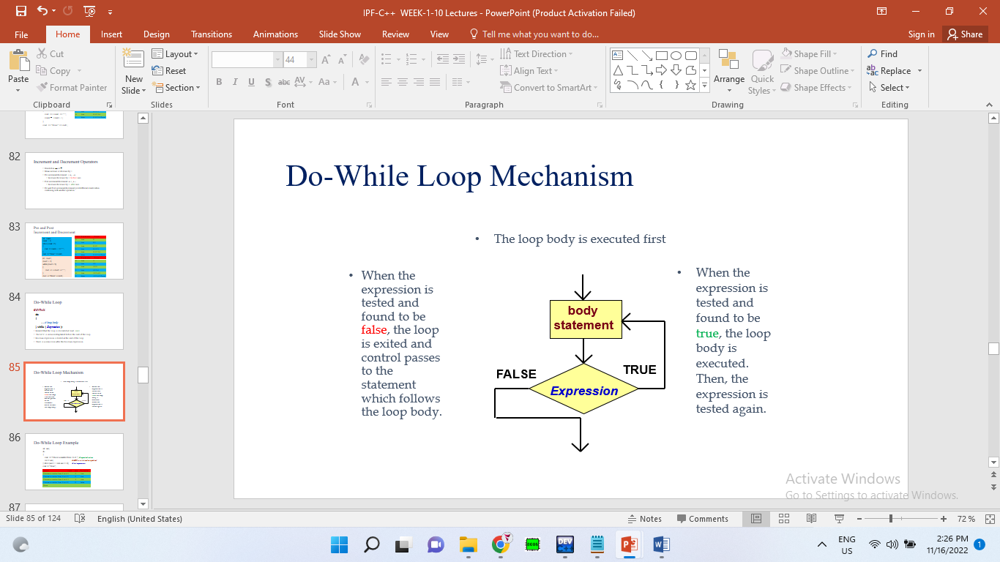 IPF-C++ WEEK-1-10 Lectures - PowerPoint (Product Activation Failed)
File Home Insert Design Transitions Animations Slide Show Review View Tell me what you want to do... Sign in Share
Paste
Cut
Copy
Format Painter
Clipboard
New
Slide
Layout
Reset
Section
Slides
44
Font
Paragraph
Text Direction
Align Text
Convert to SmartArt
Arrange
Quick
Styles
Shape Fill
Shape Outline
Shape Effects
Drawing
Find
Replace
Select
Editing
82
Increment and Decrement Operators
83
Pre and Post
Increment and Decrement
84
Do-While Loop
SYNTAX
85
Do-While Loop Mechanism
86
Do-While Loop Example
87
Do-While Loop Mechanism
• The loop body is executed first
• When the
expression is
tested and
found to be
false, the loop
is exited and
control passes
to the
statement
which follows
the loop body.
body
statement
FALSE
TRUE
Expression
• When the
expression is
tested and
found to be
true, the loop
body is
executed.
Then, the
expression is
tested again.
Activate Windows
Go to Settings to activate Windows.
Slide 85 of 124 English (United States) Notes Comments 72 %
8085
DEV
C++
ENG
US
2:26 PM
11/16/2022
1